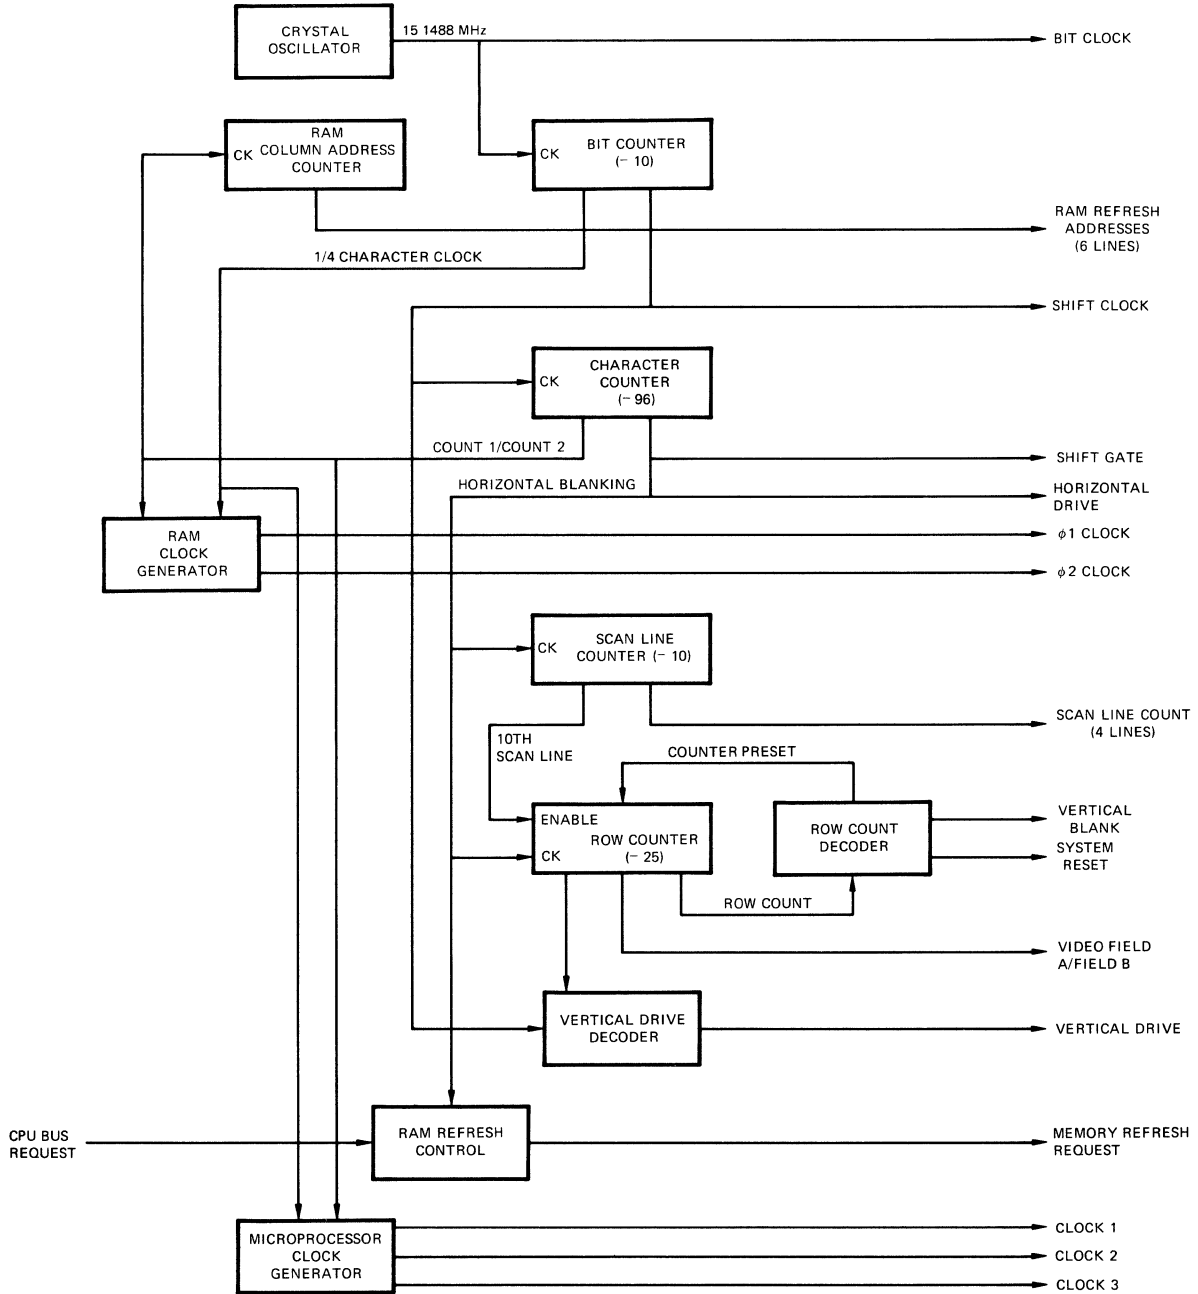 CRYSTAL
OSCILLATOR
15 1488 MHz
BIT CLOCK
RAM
COLUMN ADDRESS
COUNTER
CK
BIT COUNTER
(– 10)
CK
RAM REFRESH
ADDRESSES
(6 LINES)
1/4 CHARACTER CLOCK
SHIFT CLOCK
CHARACTER
COUNTER
(– 96)
CK
COUNT 1/COUNT 2
SHIFT GATE
HORIZONTAL BLANKING
HORIZONTAL
DRIVE
RAM
CLOCK
GENERATOR
ϕ1 CLOCK
ϕ2 CLOCK
SCAN LINE
COUNTER (– 10)
CK
10TH
SCAN LINE
SCAN LINE COUNT
(4 LINES)
COUNTER PRESET
ENABLE
ROW COUNTER
(– 25)
CK
ROW COUNT
DECODER
VERTICAL
BLANK
SYSTEM
RESET
ROW COUNT
VIDEO FIELD
A/FIELD B
VERTICAL DRIVE
DECODER
VERTICAL DRIVE
CPU BUS
REQUEST
RAM REFRESH
CONTROL
MEMORY REFRESH
REQUEST
MICROPROCESSOR
CLOCK
GENERATOR
CLOCK 1
CLOCK 2
CLOCK 3